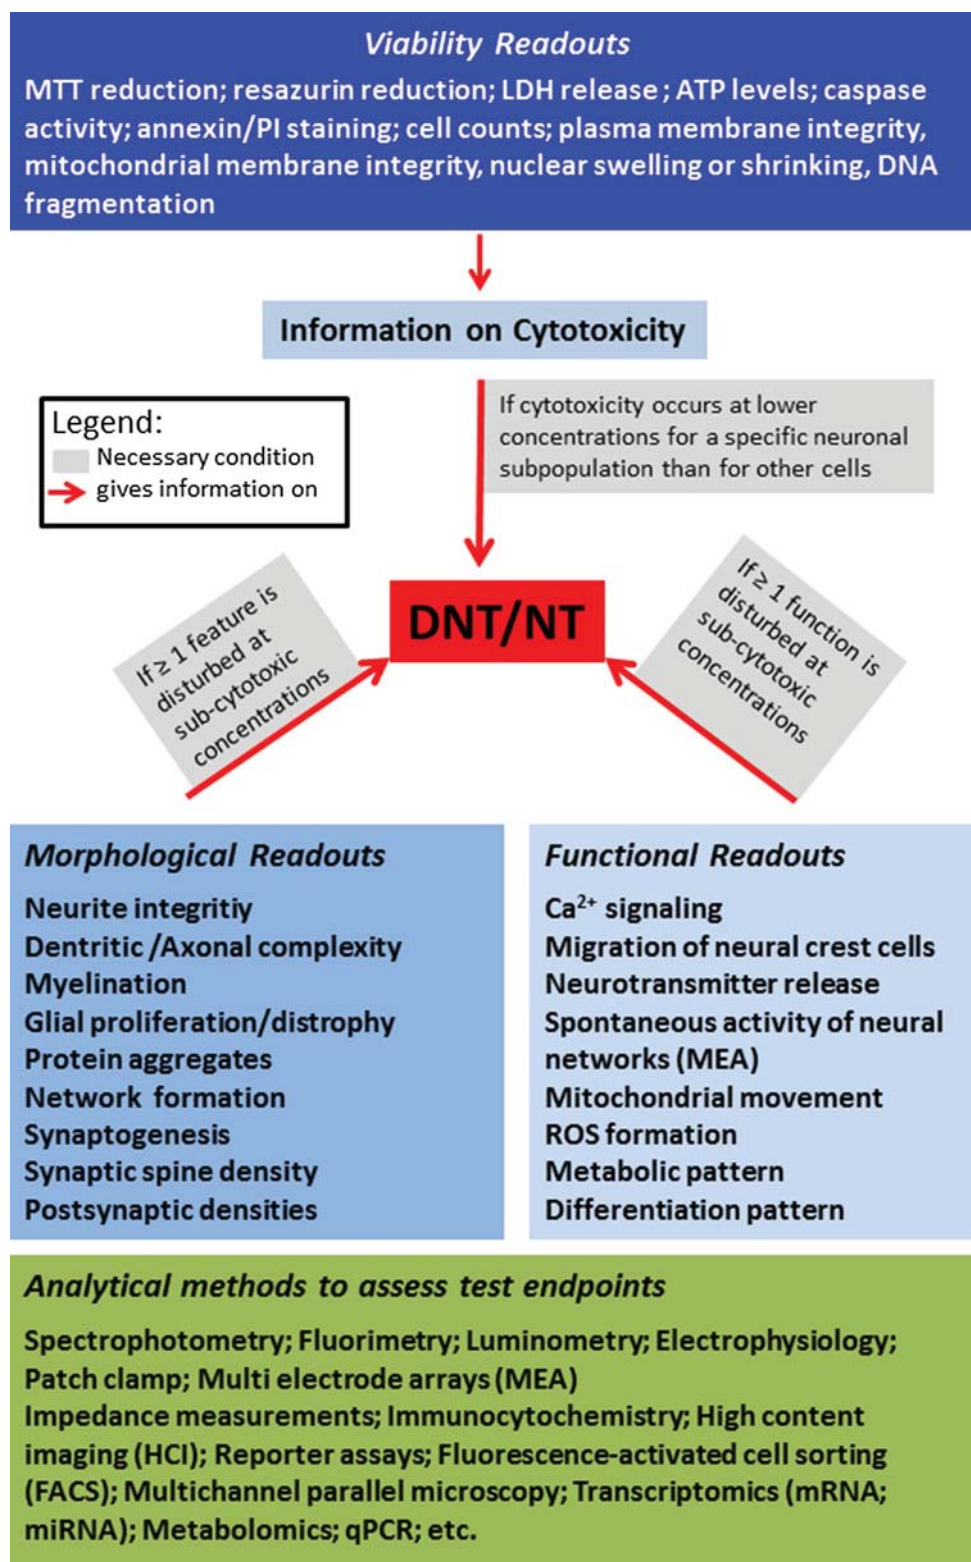 Viability Readouts
MTT reduction; resazurin reduction; LDH release ; ATP levels; caspase
activity; annexin/PI staining; cell counts; plasma membrane integrity,
mitochondrial membrane integrity, nuclear swelling or shrinking, DNA
fragmentation
Information on Cytotoxicity
If cytotoxicity occurs at lower
concentrations for a specific neuronal
subpopulation than for other cells
Legend:
Necessary condition
gives information on
If ≥ 1 feature is
disturbed at
sub-cytotoxic
concentrations
DNT/NT
If ≥ 1 function is
disturbed at
sub-cytotoxic
concentrations
Morphological Readouts
Neurite integritiy
Dentritic /Axonal complexity
Myelination
Glial proliferation/distrophy
Protein aggregates
Network formation
Synaptogenesis
Synaptic spine density
Postsynaptic densities
Functional Readouts
Ca²⁺ signaling
Migration of neural crest cells
Neurotransmitter release
Spontaneous activity of neural
networks (MEA)
Mitochondrial movement
ROS formation
Metabolic pattern
Differentiation pattern
Analytical methods to assess test endpoints
Spectrophotometry; Fluorimetry; Luminometry; Electrophysiology;
Patch clamp; Multi electrode arrays (MEA)
Impedance measurements; Immunocytochemistry; High content
imaging (HCI); Reporter assays; Fluorescence-activated cell sorting
(FACS); Multichannel parallel microscopy; Transcriptomics (mRNA;
miRNA); Metabolomics; qPCR; etc.